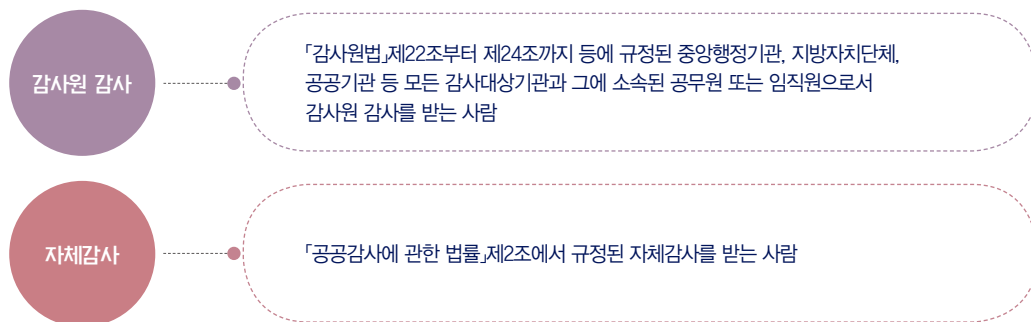 감사원 감사
「감사원법」제22조부터 제24조까지 등에 규정된 중앙행정기관, 지방자치단체,
공공기관 등 모든 감사대상기관과 그에 소속된 공무원 또는 임직원으로서
감사원 감사를 받는 사람
자체감사
「공공감사에 관한 법률」제2조에서 규정된 자체감사를 받는 사람